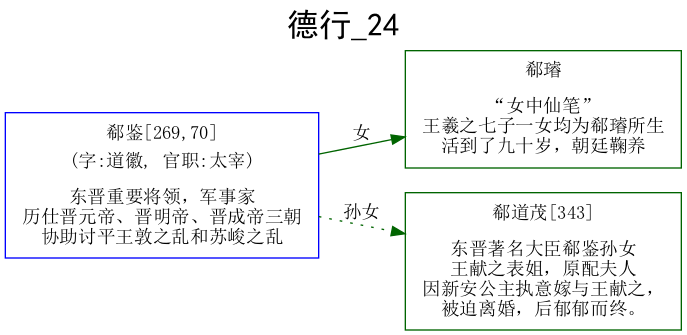 德行_24
郗鉴[269,70]
(字:道徽, 官职:太宰)
东晋重要将领，军事家
历仕晋元帝、晋明帝、晋成帝三朝
协助讨平王敦之乱和苏峻之乱
女
孙女
郗璿
“女中仙笔”
王羲之七子一女均为郗璿所生
活到了九十岁，朝廷鞠养
郗道茂[343]
东晋著名大臣郗鉴孙女
王献之表姐，原配夫人
因新安公主执意嫁与王献之，
被迫离婚，后郁郁而终。